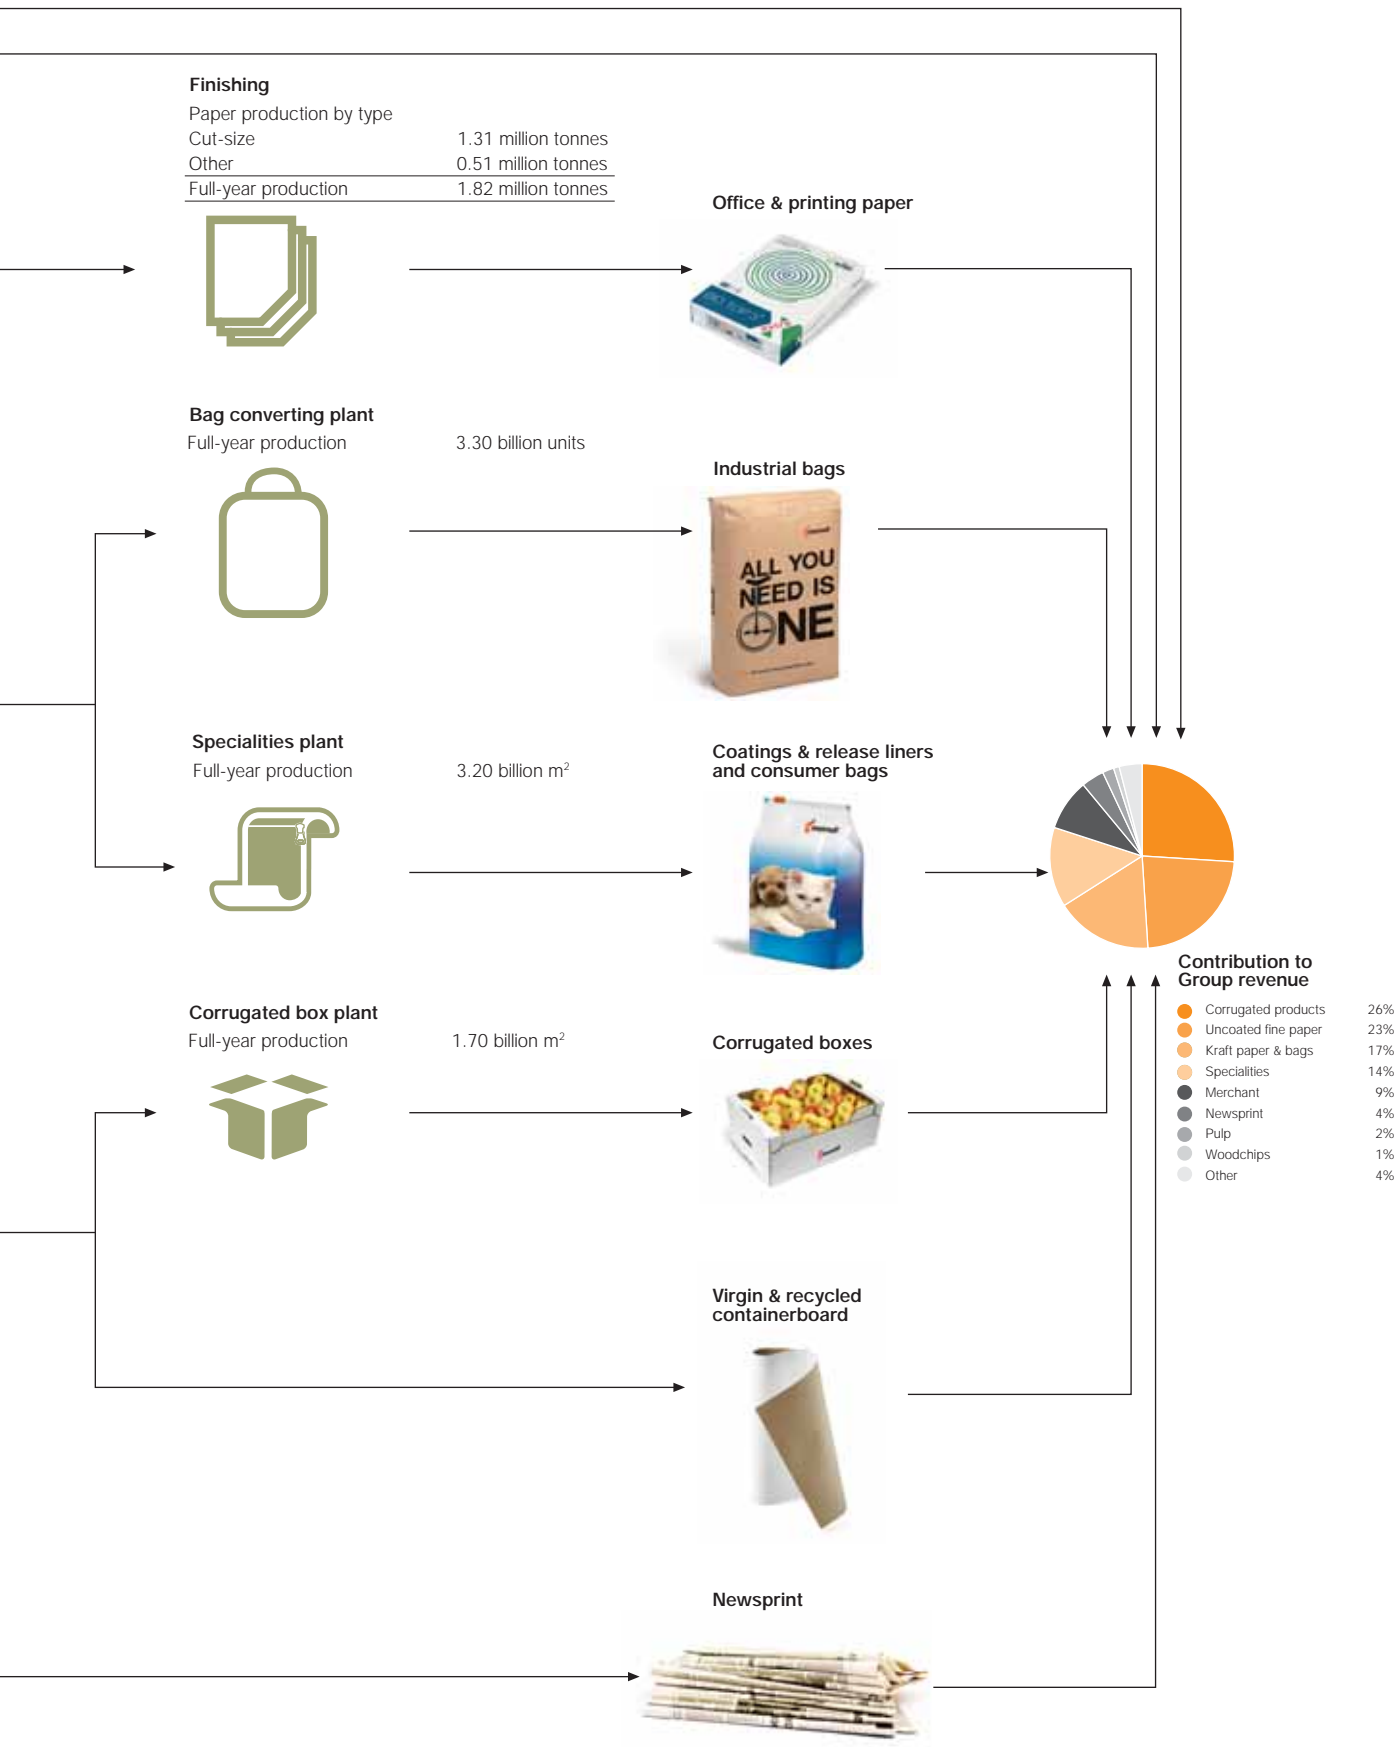 Finishing
Paper production by type
Cut-size 1.31 million tonnes
Other 0.51 million tonnes
Full-year production 1.82 million tonnes
Office & printing paper
Bag converting plant
Full-year production 3.30 billion units
Industrial bags
ALL YOU
NEED IS
ONE
Specialities plant
Full-year production 3.20 billion m²
Coatings & release liners
and consumer bags
Corrugated box plant
Full-year production 1.70 billion m²
Corrugated boxes
Virgin & recycled
containerboard
Newsprint
Contribution to
Group revenue
Corrugated products 26%
Uncoated fine paper 23%
Kraft paper & bags 17%
Specialities 14%
Merchant 9%
Newsprint 4%
Pulp 2%
Woodchips 1%
Other 4%